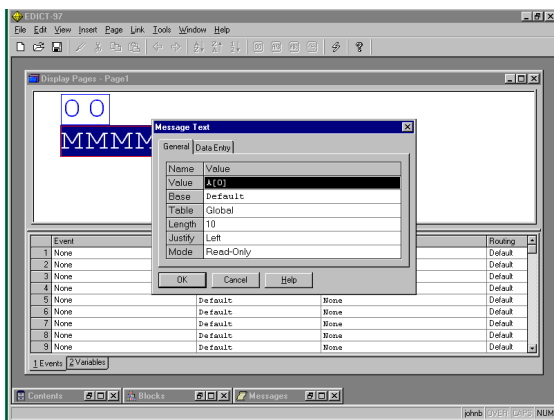 EDICT-97
File Edit View Insert Page Link Tools Window Help
Display Pages - Page1
O O
MMMM
Message Text
General Data Entry
Name Value
Value A[0]
Base Default
Table Global
Length 10
Justify Left
Mode Read-Only
OK Cancel Help
Event Routing
1 None Default
2 None Default
3 None Default
4 None Default
5 None Default None Default
6 None Default None Default
7 None Default None Default
8 None Default None Default
9 None Default None Default
1 Events 2 Variables
Contents Blocks Messages
johnb OVER CAPS NUM